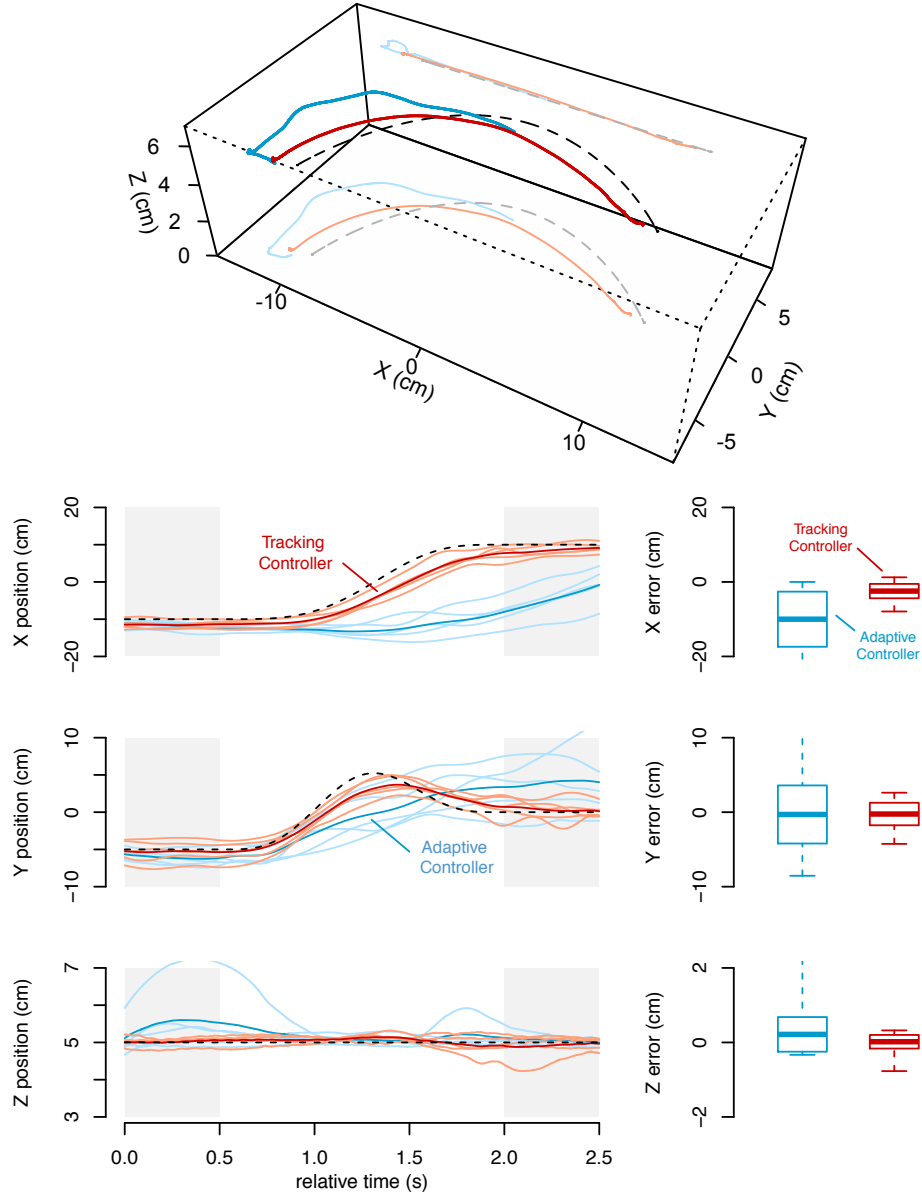 6
4
2
0
Z (cm)
-10
0
10
X (cm)
5
0
-5
Y (cm)
20
0
−20
X position (cm)
Tracking
Controller
20
0
−20
X error (cm)
Tracking
Controller
Adaptive
Controller
10
0
−10
Y position (cm)
Adaptive
Controller
10
0
−10
Y error (cm)
7
5
3
Z position (cm)
2
0
−2
Z error (cm)
0.0 0.5 1.0 1.5 2.0 2.5
relative time (s)